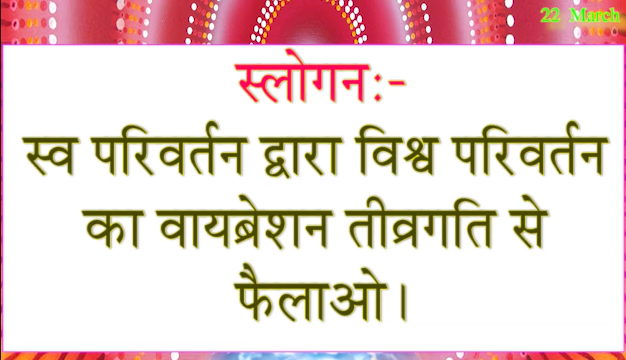 22 March
स्लोगन:-
स्व परिवर्तन द्वारा विश्व परिवर्तन
का वायब्रेशन तीव्रगति से
फैलाओ।